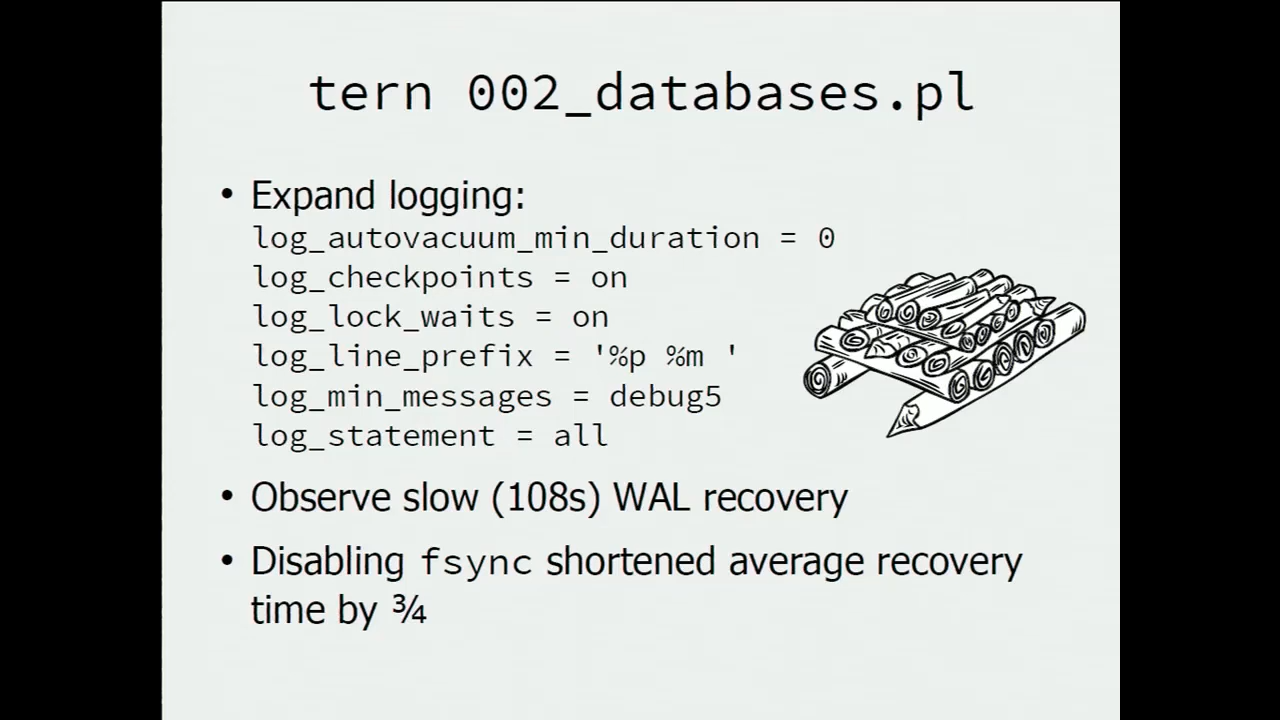 tern 002_databases.pl
• Expand logging:
log_autovacuum_min_duration = 0
log_checkpoints = on
log_lock_waits = on
log_line_prefix = '%p %m '
log_min_messages = debug5
log_statement = all
• Observe slow (108s) WAL recovery
• Disabling fsync shortened average recovery
time by ¾